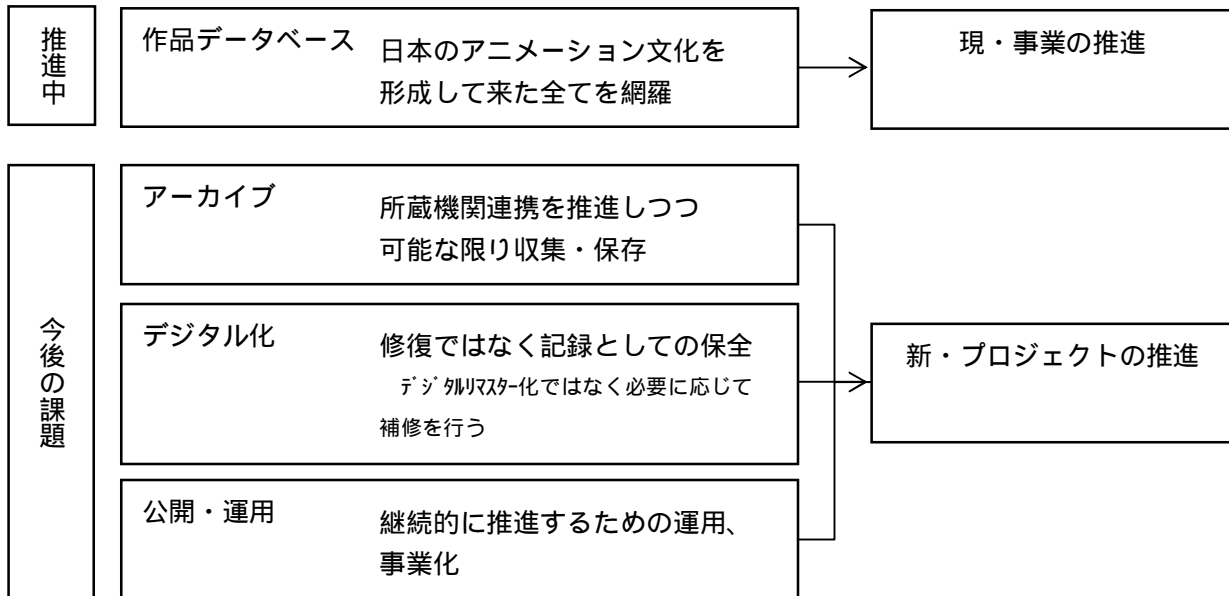 推進中
作品データベース
日本のアニメーション文化を
形成して来た全てを網羅
現・事業の推進
今後の課題
アーカイブ
所蔵機関連携を推進しつつ
可能な限り収集・保存
デジタル化
修復ではなく記録としての保全
ﾃﾞｼﾞﾀﾙﾘﾏｽﾀｰ化ではなく必要に応じて
補修を行う
公開・運用
継続的に推進するための運用、
事業化
新・プロジェクトの推進